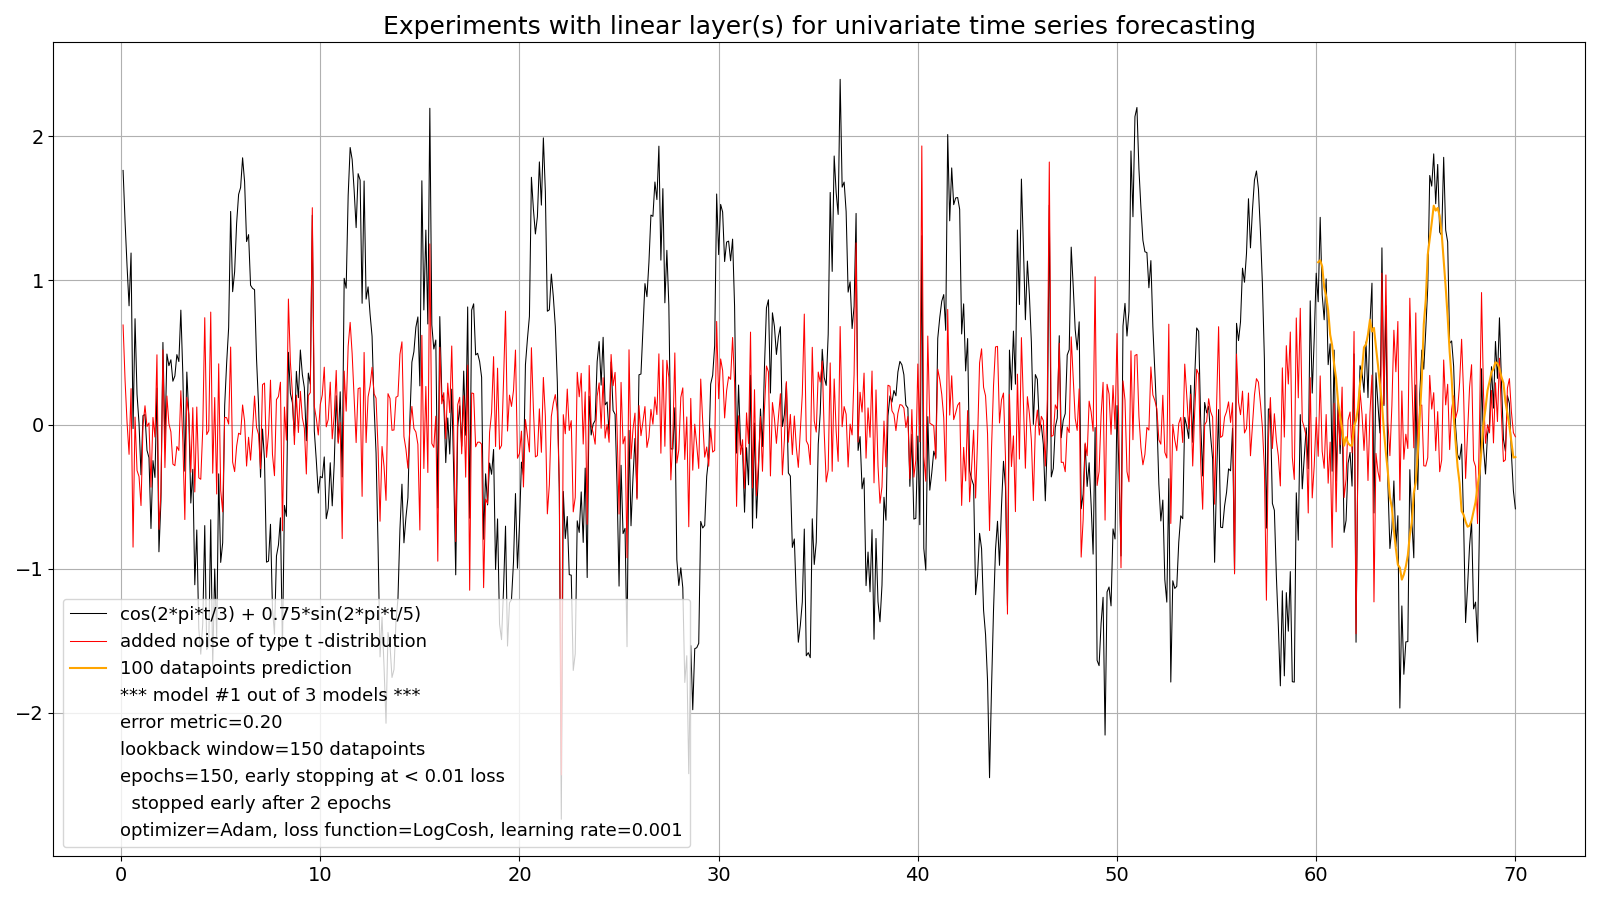 Experiments with linear layer(s) for univariate time series forecasting
2
1
0
−1
−2
cos(2*pi*t/3) + 0.75*sin(2*pi*t/5)
added noise of type t -distribution
100 datapoints prediction
*** model #1 out of 3 models ***
error metric=0.20
lookback window=150 datapoints
epochs=150, early stopping at < 0.01 loss
stopped early after 2 epochs
optimizer=Adam, loss function=LogCosh, learning rate=0.001
0 10 20 30 40 50 60 70